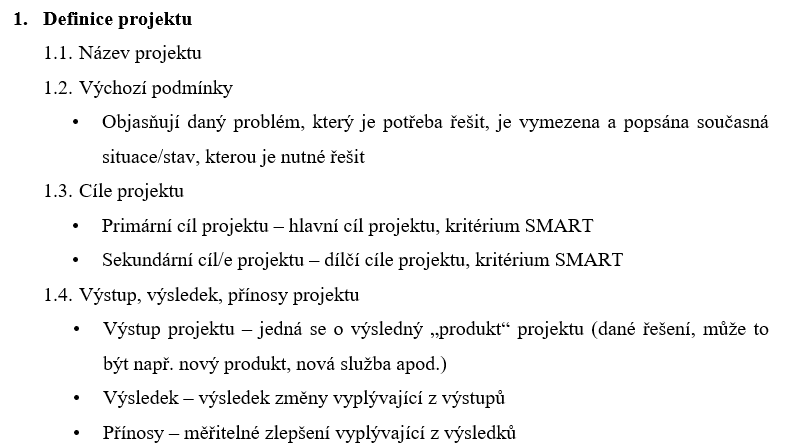 1. Definice projektu
1.1. Název projektu
1.2. Výchozí podmínky
• Objasňují daný problém, který je potřeba řešit, je vymezena a popsána současná
situace/stav, kterou je nutné řešit
1.3. Cíle projektu
• Primární cíl projektu – hlavní cíl projektu, kritérium SMART
• Sekundární cíl/e projektu – dílčí cíle projektu, kritérium SMART
1.4. Výstup, výsledek, přínosy projektu
• Výstup projektu – jedná se o výsledný „produkt“ projektu (dané řešení, může to
být např. nový produkt, nová služba apod.)
• Výsledek – výsledek změny vyplývající z výstupů
• Přínosy – měřitelné zlepšení vyplývající z výsledků